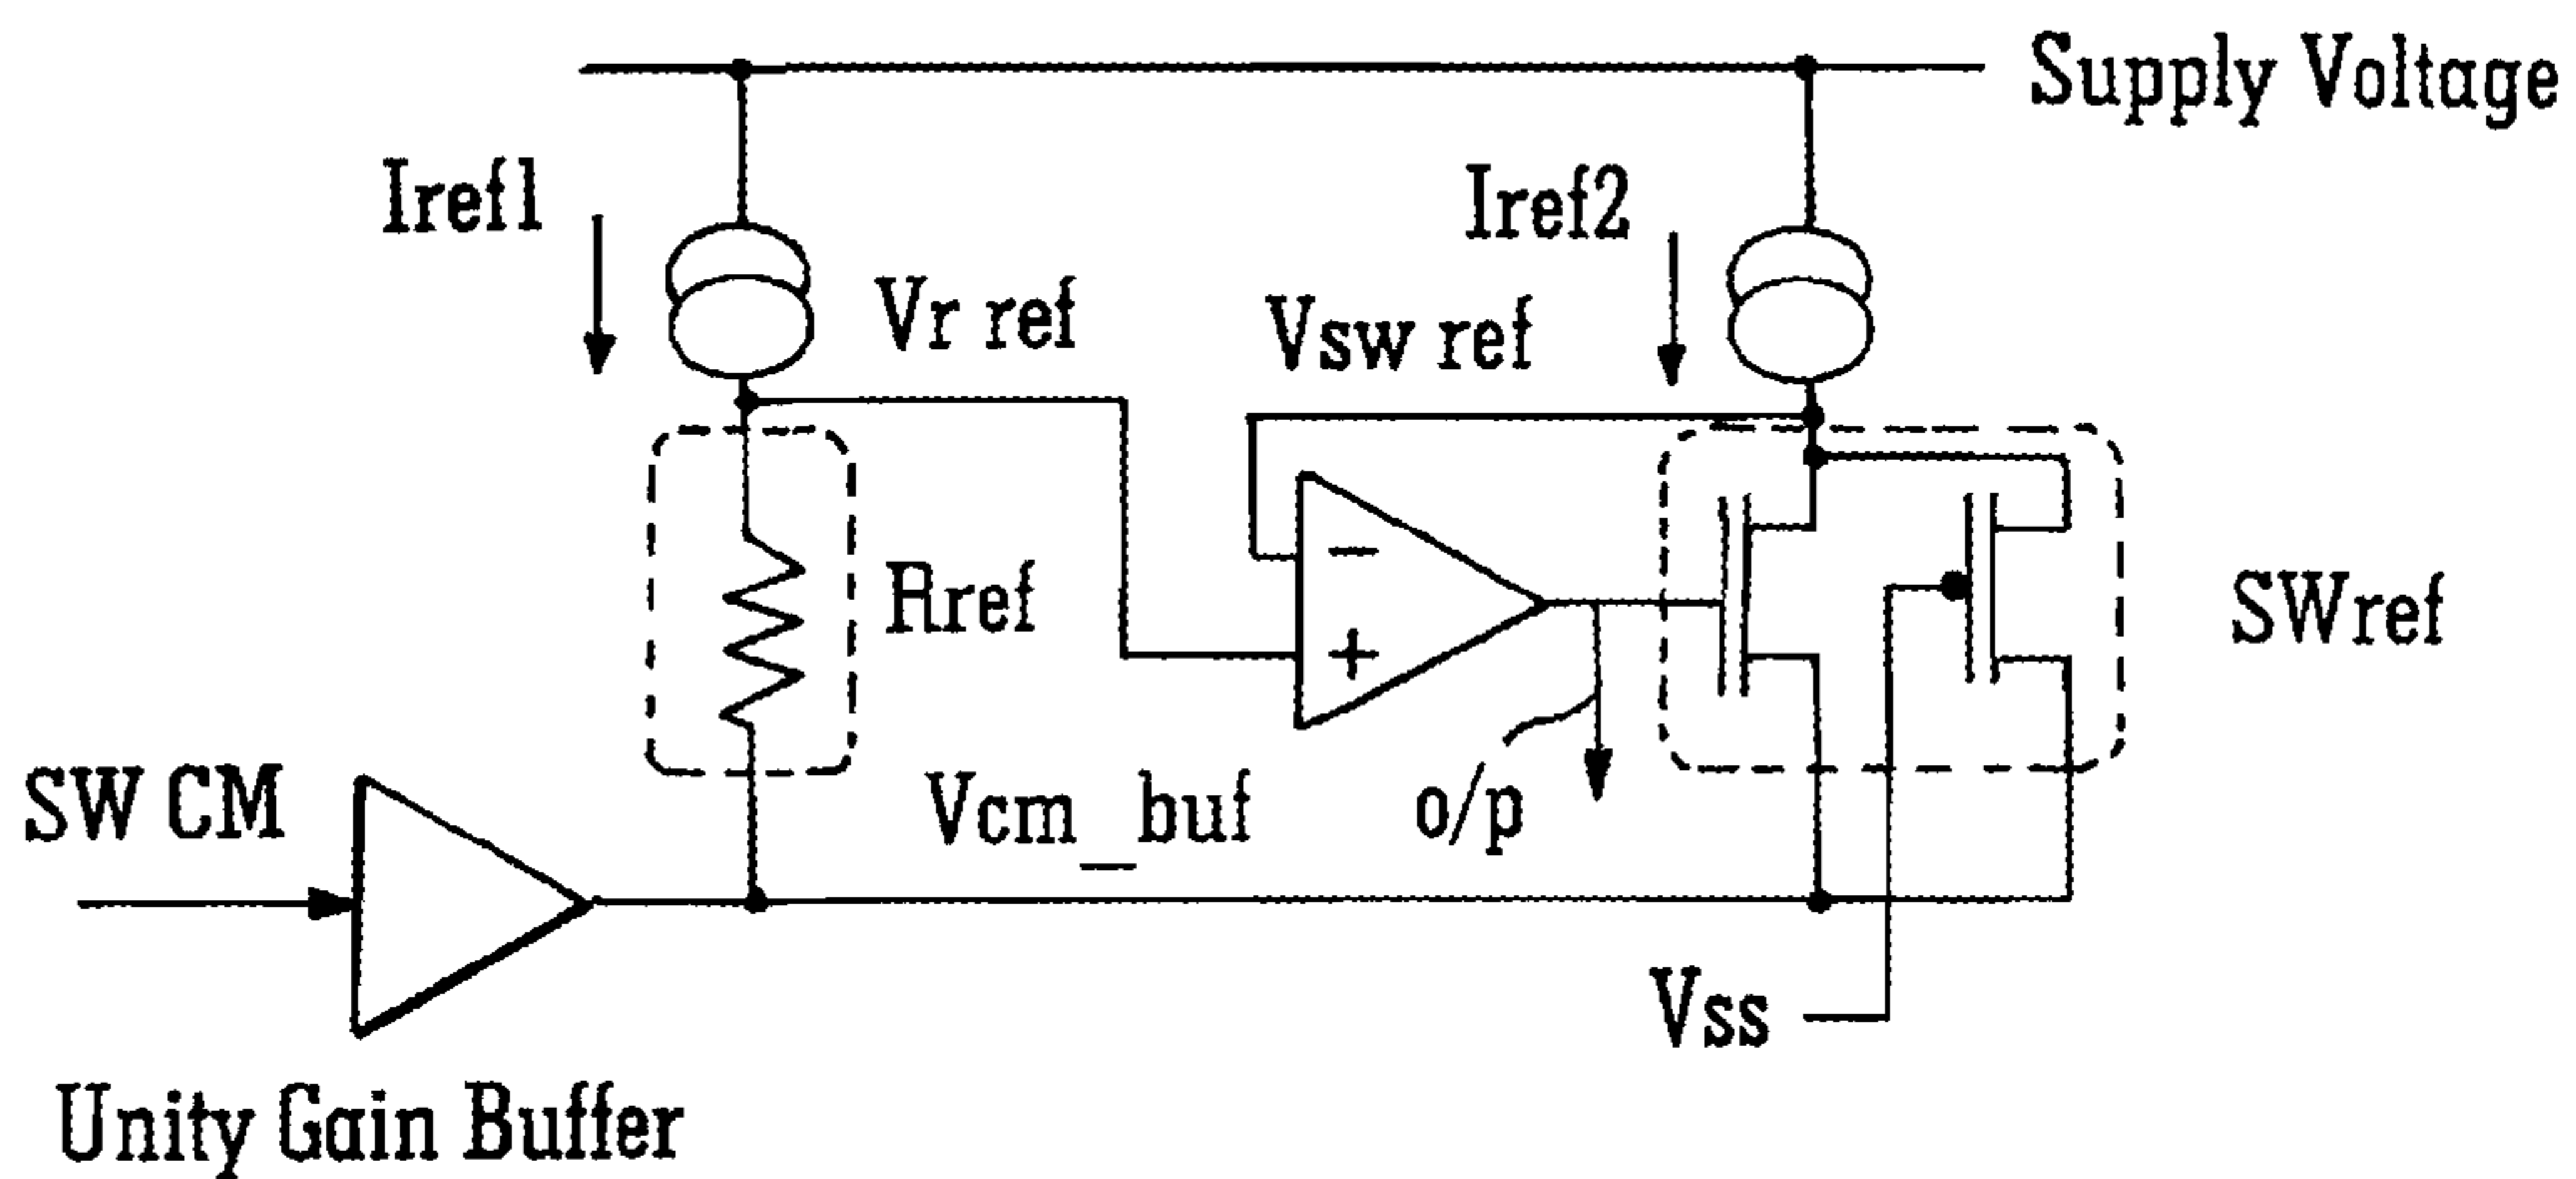 Supply Voltage
Iref1
Iref2
Vr ref
Vsw ref
−
+
Rref
SWref
SW CM
Vcm_buf
o/p
Vss
Unity Gain Buffer